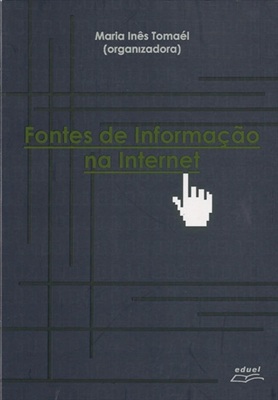 Maria Inês Tomaél
(organizadora)
Fontes de Informação
na Internet
eduel